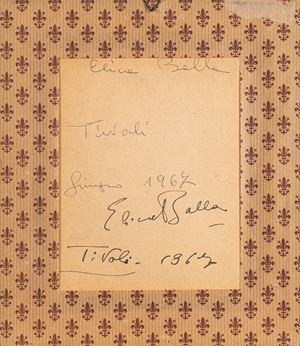 Elica Balla
Tivoli
Giugno 1967
Elica Balla
Tivoli - 1967